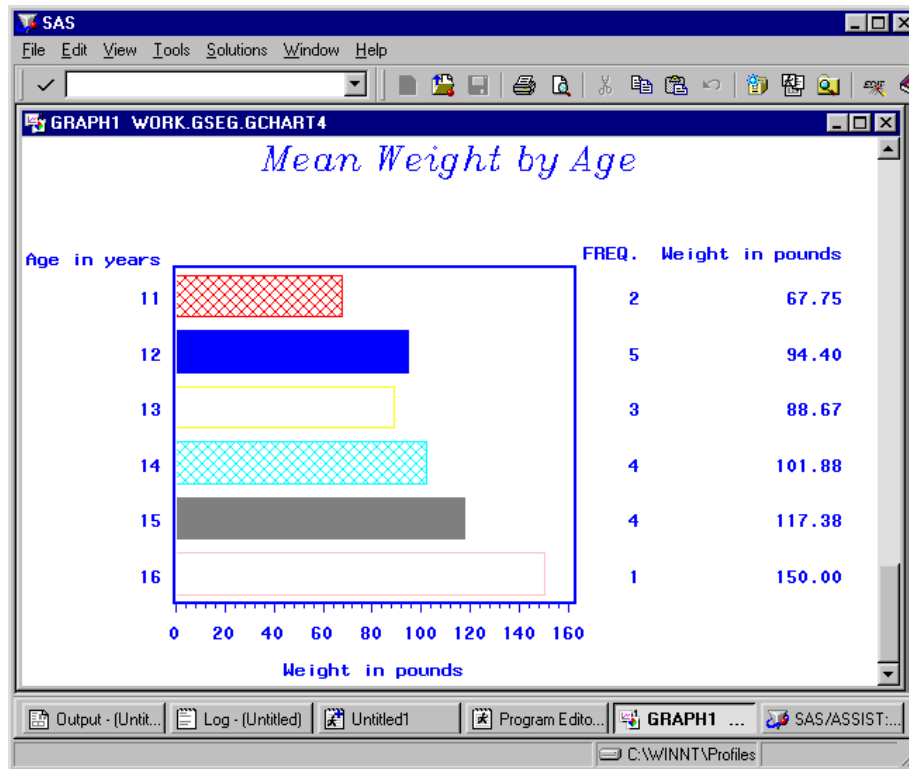 SAS
File Edit View Tools Solutions Window Help
GRAPH1 WORK.GSEG.GCHART4
Mean Weight by Age
Age in years FREQ. Weight in pounds
11 2 67.75
12 5 94.40
13 3 88.67
14 4 101.88
15 4 117.38
16 1 150.00
0 20 40 60 80 100 120 140 160
Weight in pounds
Output - (Untit... Log - (Untitled) Untitled1 Program Edito... GRAPH1 ... SAS/ASSIST:...
C:\WINNT\Profiles